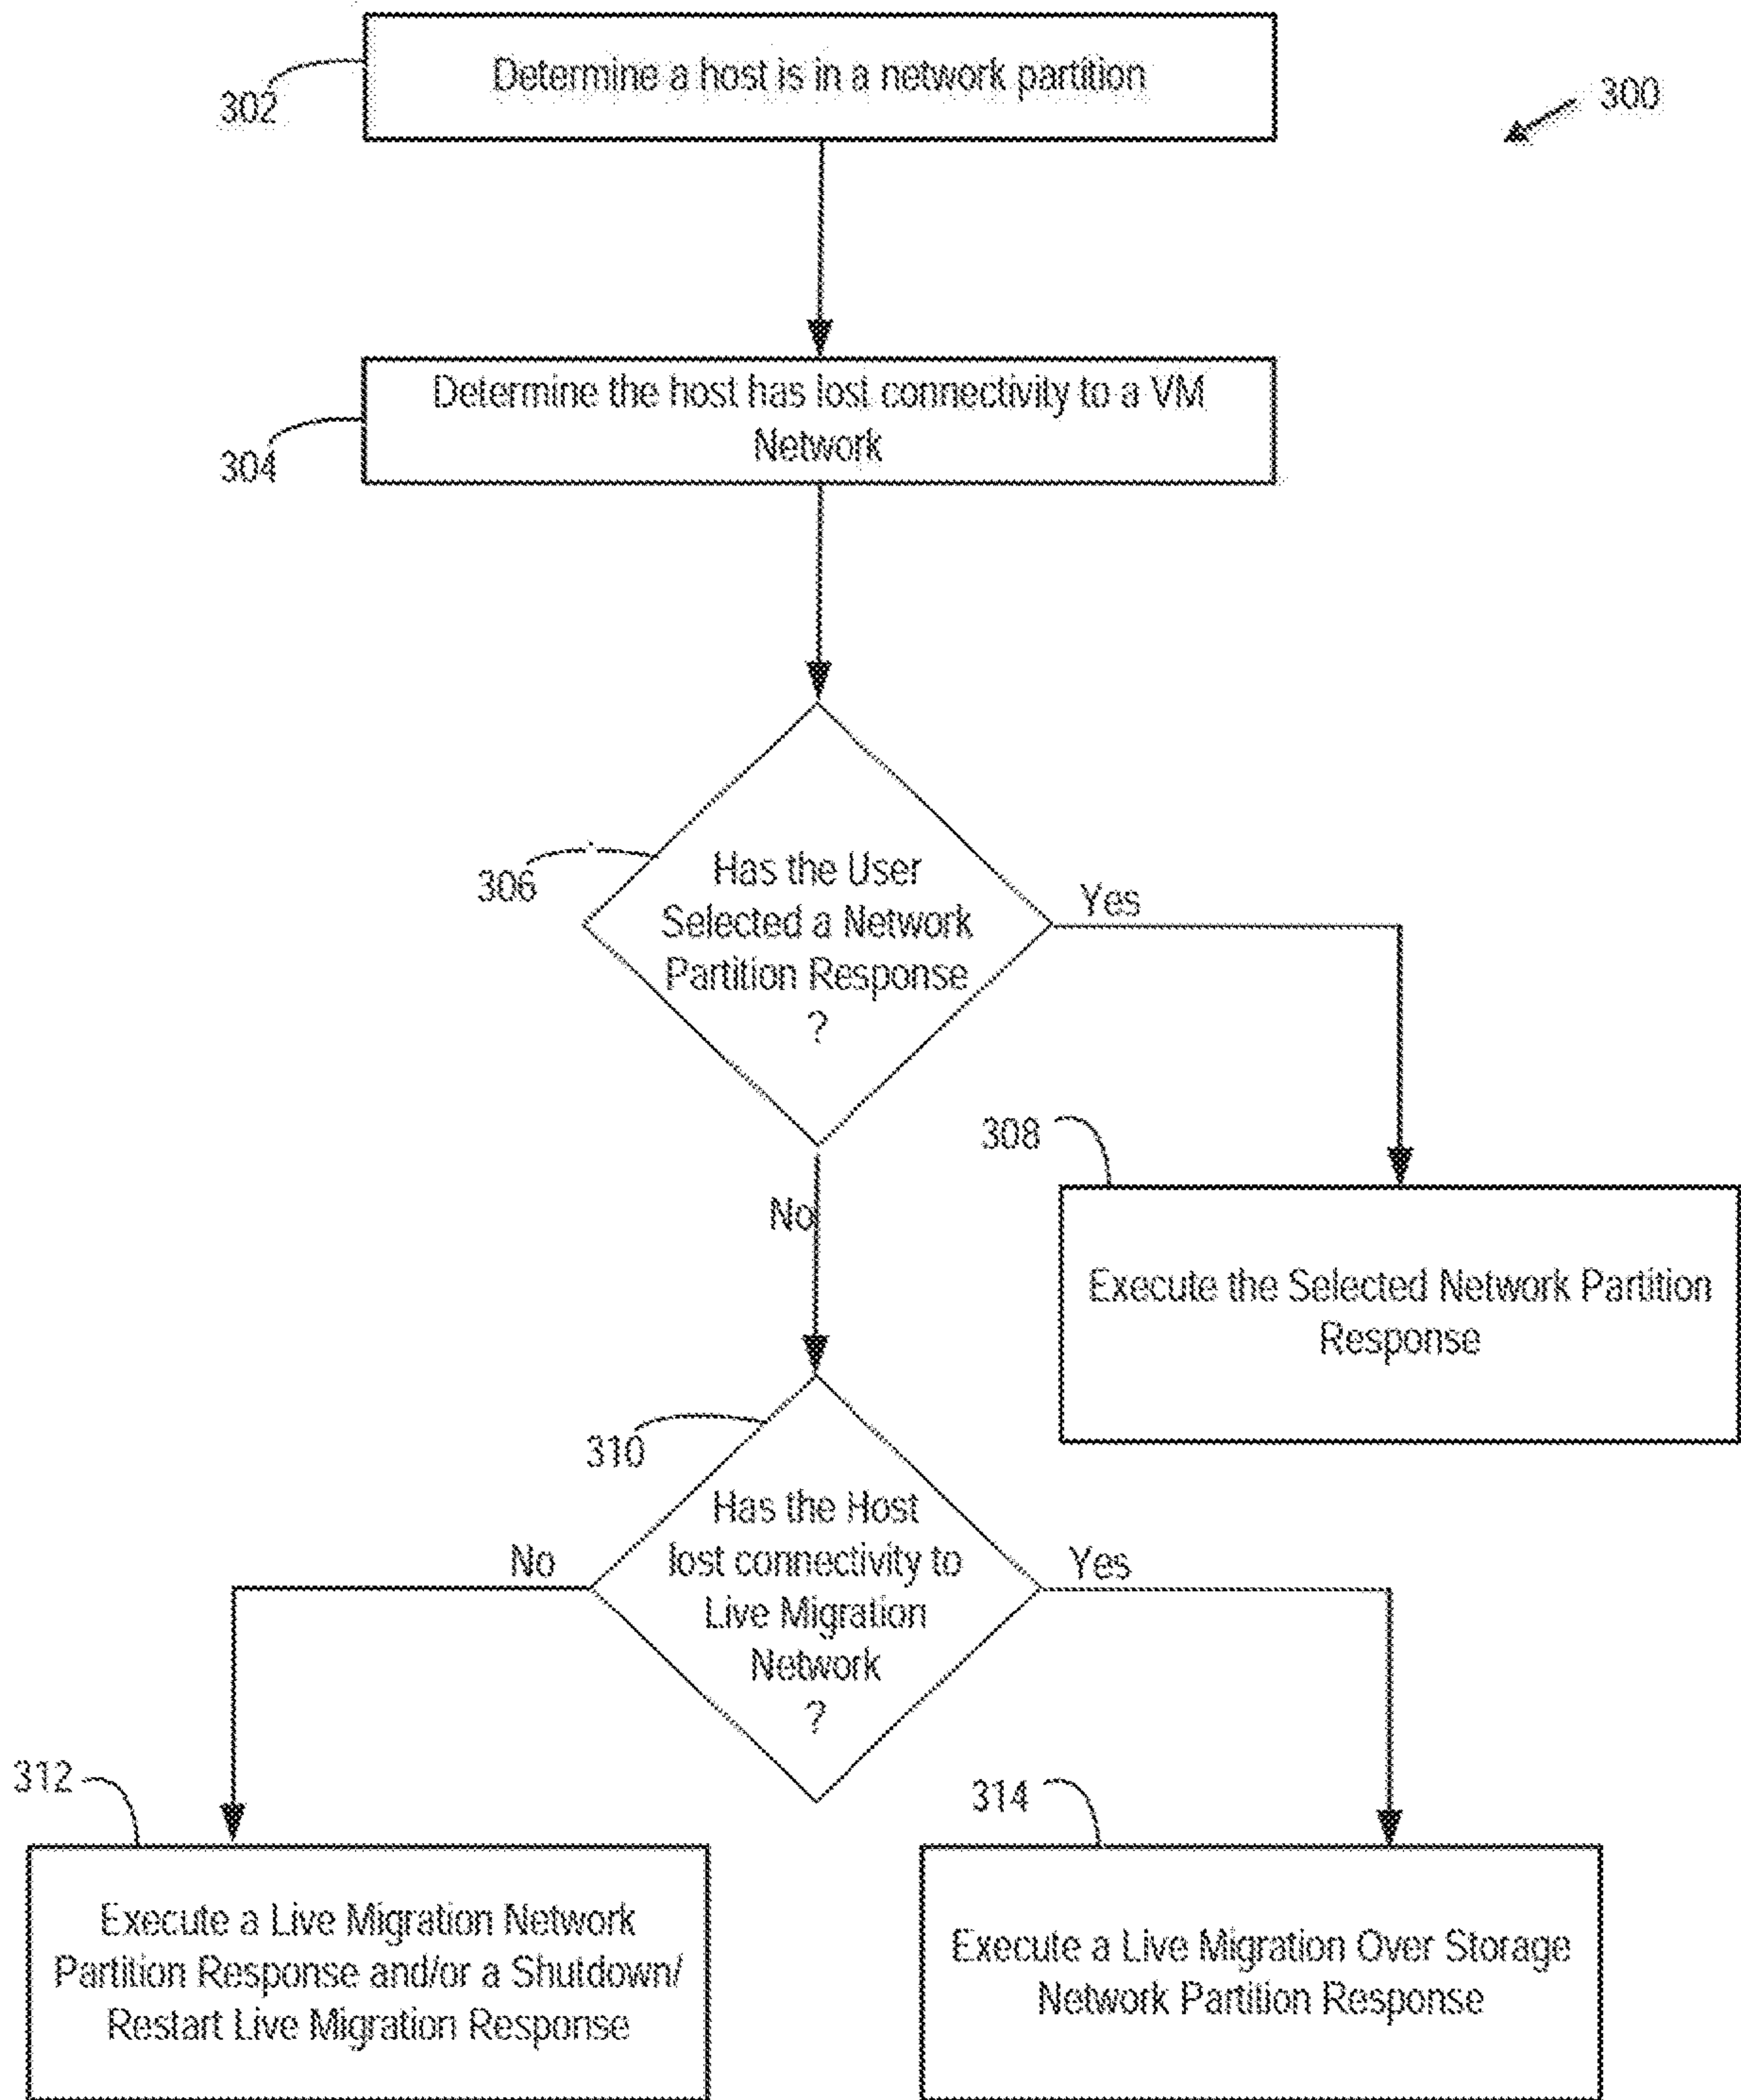 Determine a host is in a network partition
302
300
Determine the host has lost connectivity to a VM
Network
304
Has the User
Selected a Network
Partition Response
?
306
Yes
308
No
Execute the Selected Network Partition
Response
310
Has the Host
lost connectivity to
Live Migration
Network
?
No
Yes
312
314
Execute a Live Migration Network
Partition Response and/or a Shutdown/
Restart Live Migration Response
Execute a Live Migration Over Storage
Network Partition Response